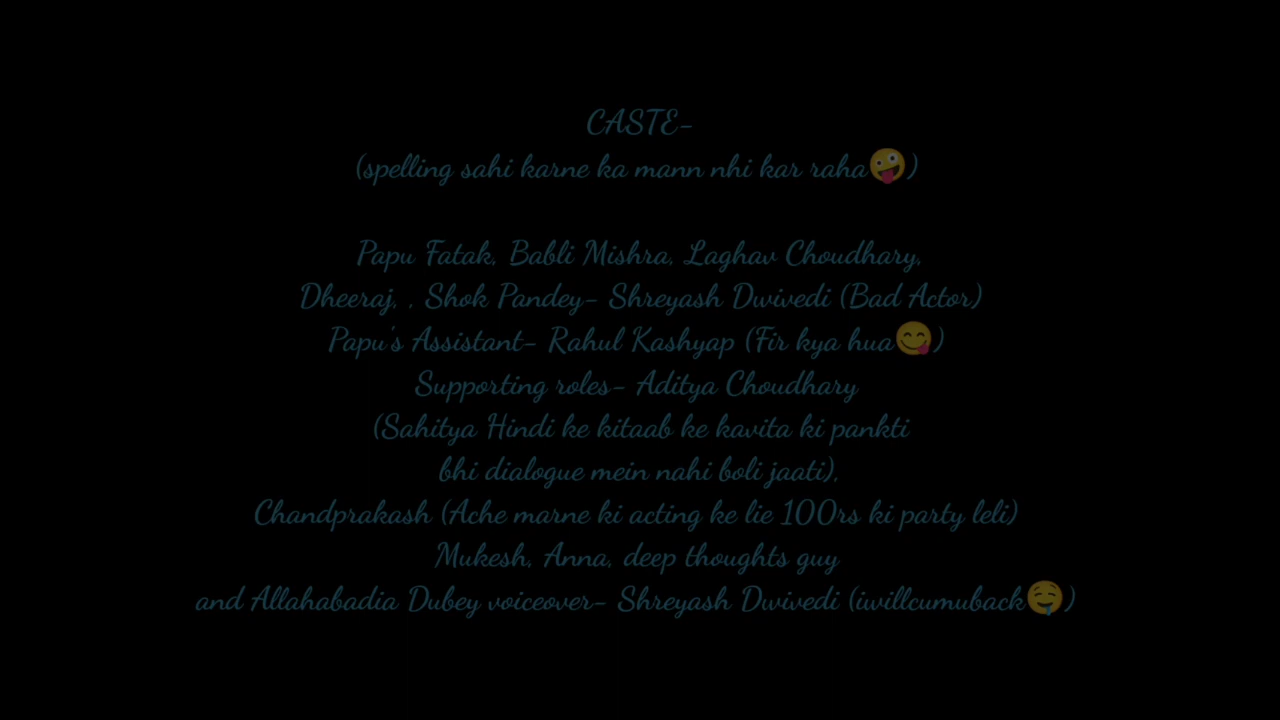 CASTE-
(spelling sahi karne ka mann nhi kar raha🤪)
Papu Fatak, Babli Mishra, Laghav Choudhary,
Dheeraj, , Shok Pandey- Shreyash Dwivedi (Bad Actor)
Papu's Assistant- Rahul Kashyap (Fir kya hua😋)
Supporting roles- Aditya Choudhary
(Sahitya Hindi ke kitaab ke kavita ki pankti
bhi dialogue mein nahi boli jaati),
Chandprakash (Ache marne ki acting ke lie 100rs ki party leli)
Mukesh, Anna, deep thoughts guy
and Allahabadia Dubey voiceover- Shreyash Dwivedi (iwillcumuback🤤)